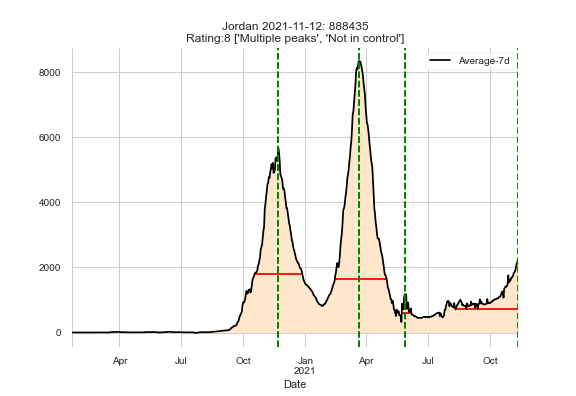 Jordan 2021-11-12: 888435
Rating:8 ['Multiple peaks', 'Not in control']
Average-7d
8000
6000
4000
2000
0
Apr
Jul
Oct
Jan
2021
Apr
Jul
Oct
Date